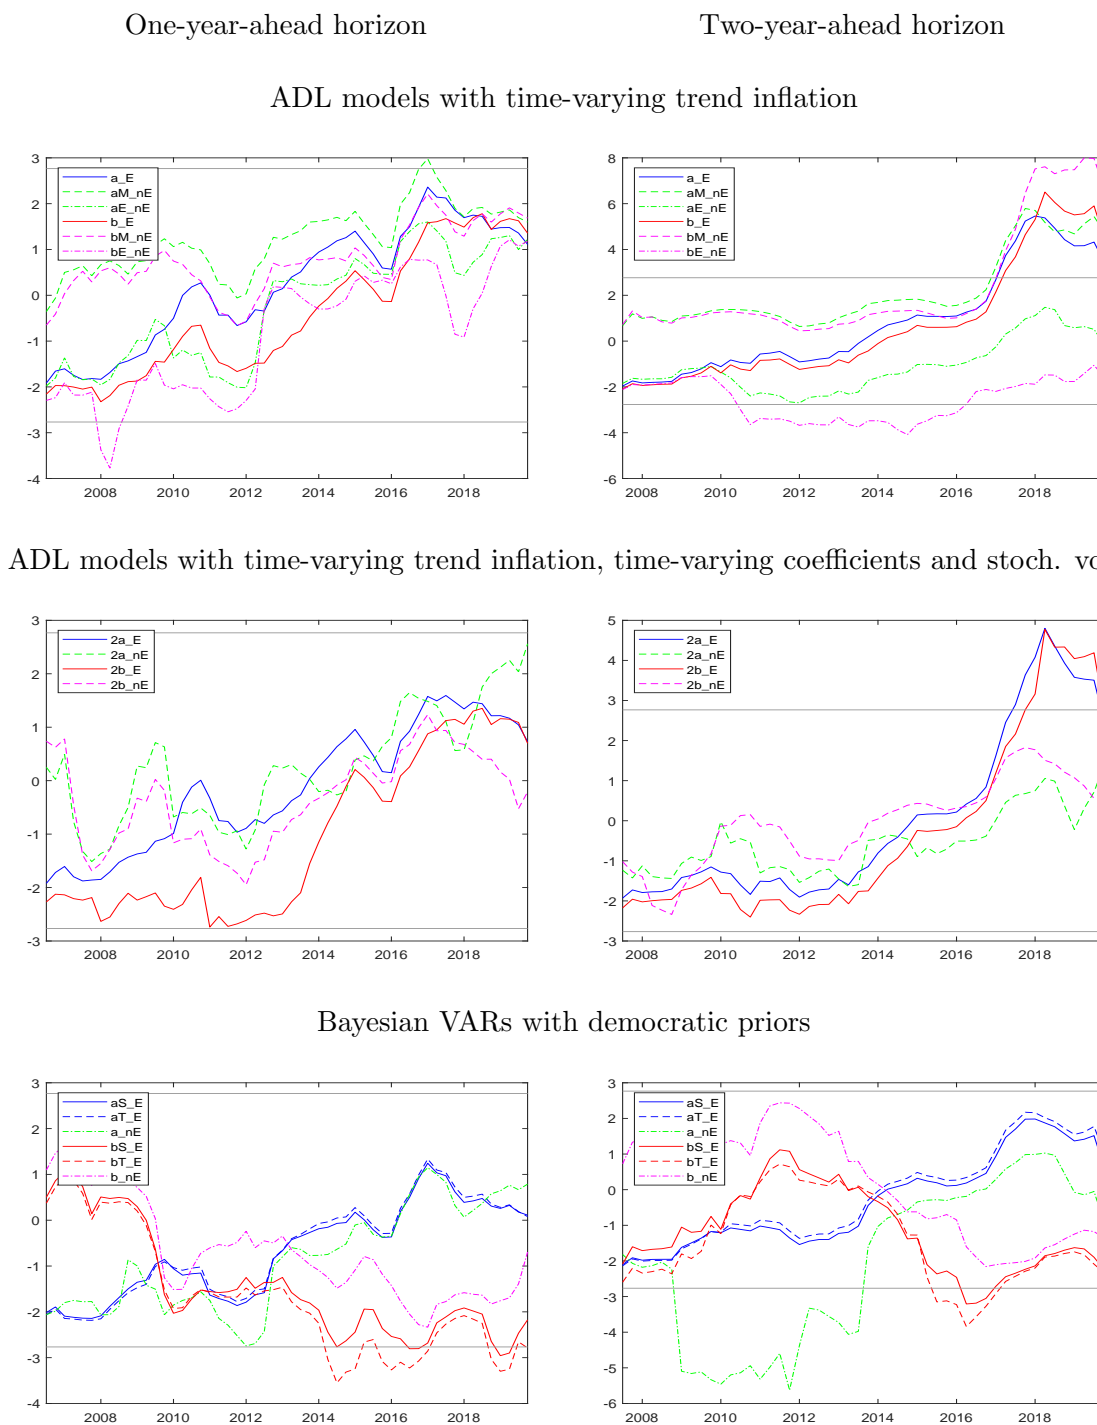 One-year-ahead horizon
Two-year-ahead horizon
ADL models with time-varying trend inflation
3
2
1
0
-1
-2
-3
-4
a_E
aM_nE
aE_nE
b_E
bM_nE
bE_nE
2008 2010 2012 2014 2016 2018
8
6
4
2
0
-2
-4
-6
a_E
aM_nE
aE_nE
b_E
bM_nE
bE_nE
2008 2010 2012 2014 2016 2018
ADL models with time-varying trend inflation, time-varying coefficients and stoch. vo
3
2
1
0
-1
-2
-3
2a_E
2a_nE
2b_E
2b_nE
2008 2010 2012 2014 2016 2018
5
4
3
2
1
0
-1
-2
-3
2a_E
2a_nE
2b_E
2b_nE
2008 2010 2012 2014 2016 2018
Bayesian VARs with democratic priors
3
2
1
0
-1
-2
-3
-4
aS_E
aT_E
a_nE
bS_E
bT_E
b_nE
2008 2010 2012 2014 2016 2018
3
2
1
0
-1
-2
-3
-4
-5
-6
aS_E
aT_E
a_nE
bS_E
bT_E
b_nE
2008 2010 2012 2014 2016 2018